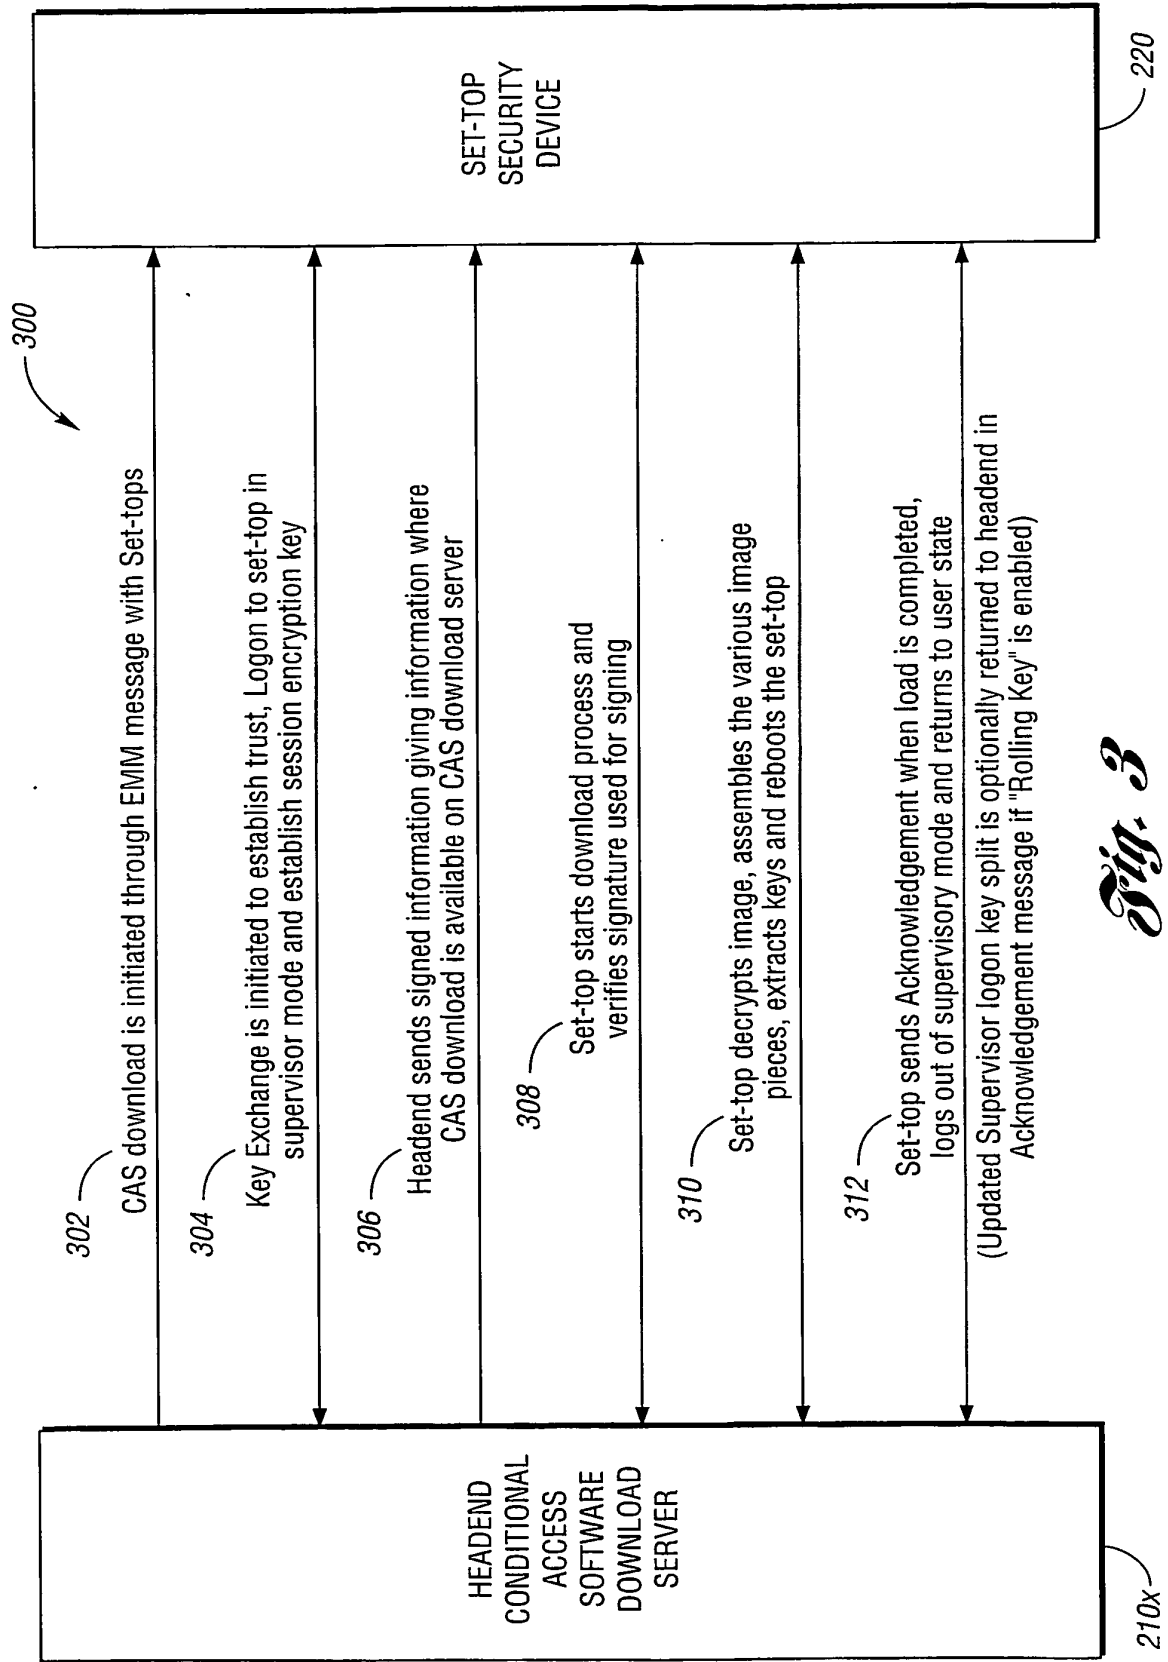 300
HEADEND
CONDITIONAL
ACCESS
SOFTWARE
DOWNLOAD
SERVER
210x
SET-TOP
SECURITY
DEVICE
220
302
CAS download is initiated through EMM message with Set-tops
304
Key Exchange is initiated to establish trust, Logon to set-top in
supervisor mode and establish session encryption key
306
Headend sends signed information giving information where
CAS download is available on CAS download server
308
Set-top starts download process and
verifies signature used for signing
310
Set-top decrypts image, assembles the various image
pieces, extracts keys and reboots the set-top
312
Set-top sends Acknowledgement when load is completed,
logs out of supervisory mode and returns to user state
(Updated Supervisor logon key split is optionally returned to headend in
Acknowledgement message if "Rolling Key" is enabled)
Fig. 3